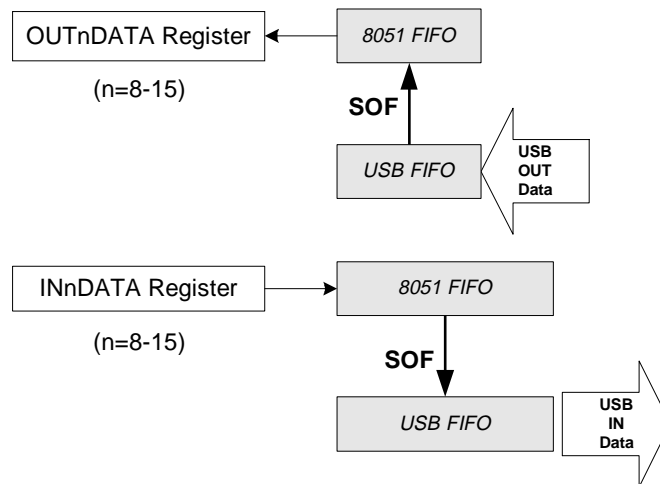 OUTnDATA Register
8051 FIFO
(n=8-15)
SOF
USB FIFO
USB
OUT
Data
INnDATA Register
8051 FIFO
(n=8-15)
SOF
USB FIFO
USB
IN
Data